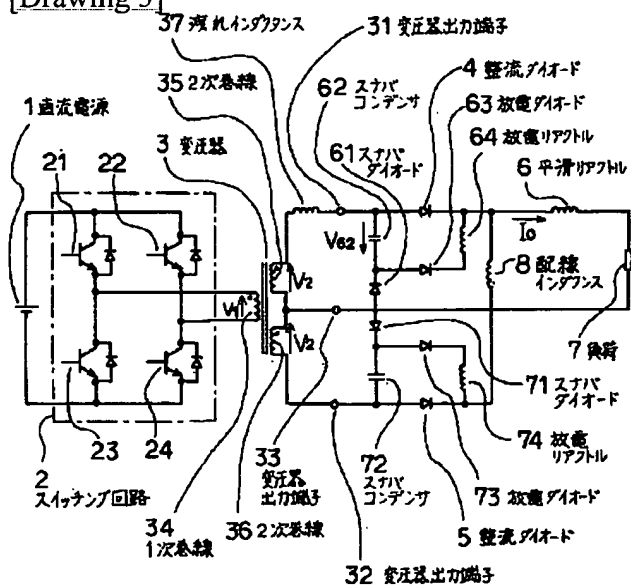 [Drawing 3]
37 洩れインダクタンス
31 変圧器出力端子
35 2次巻線
62 スナバ
コンデンサ
4 整流ダイオード
63 放電ダイオード
1 直流電源
3 変圧器
61 スナバ
ダイオード
64 放電リアクトル
6 平滑リアクトル
21
22
V62
I0
8 配線
インダクンス
V2
V1
V2
7 負荷
71 スナバ
ダイオード
23
24
33
変圧器
出力端子
72
スナバ
コンデンサ
74 放電
リアクトル
2
スイッチング回路
34
1次巻線
36 2次巻線
73 放電ダイオード
5 整流ダイオード
32 変圧器出力端子